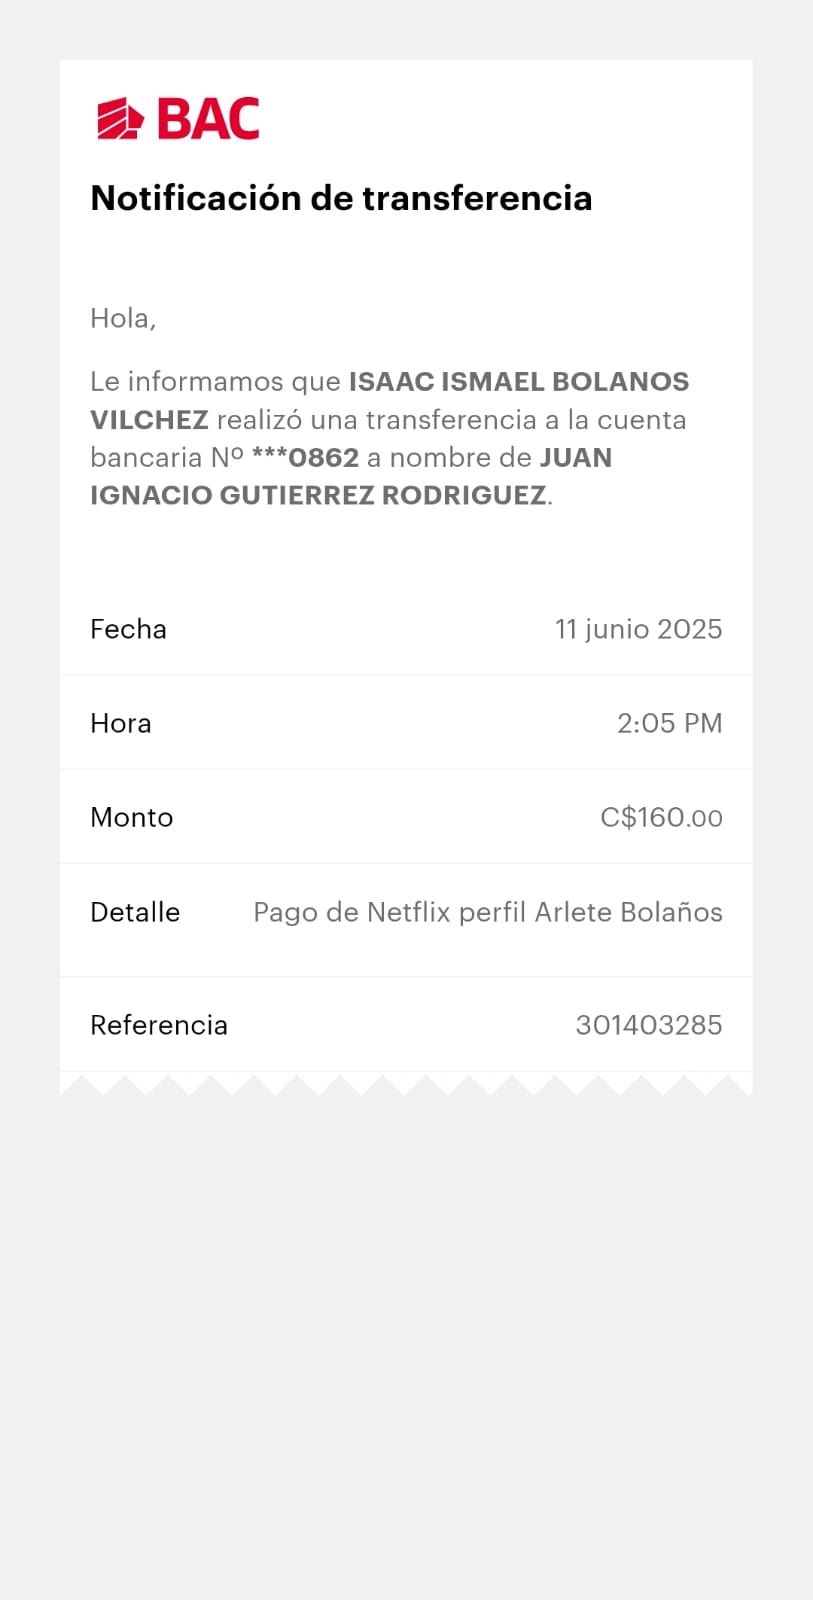 BAC
Notificación de transferencia
Hola,
Le informamos que ISAAC ISMAEL BOLANOS
VILCHEZ realizó una transferencia a la cuenta
bancaria Nº ***0862 a nombre de JUAN
IGNACIO GUTIERREZ RODRIGUEZ.
Fecha 11 junio 2025
Hora 2:05 PM
Monto C$160.00
Detalle Pago de Netflix perfil Arlete Bolaños
Referencia 301403285